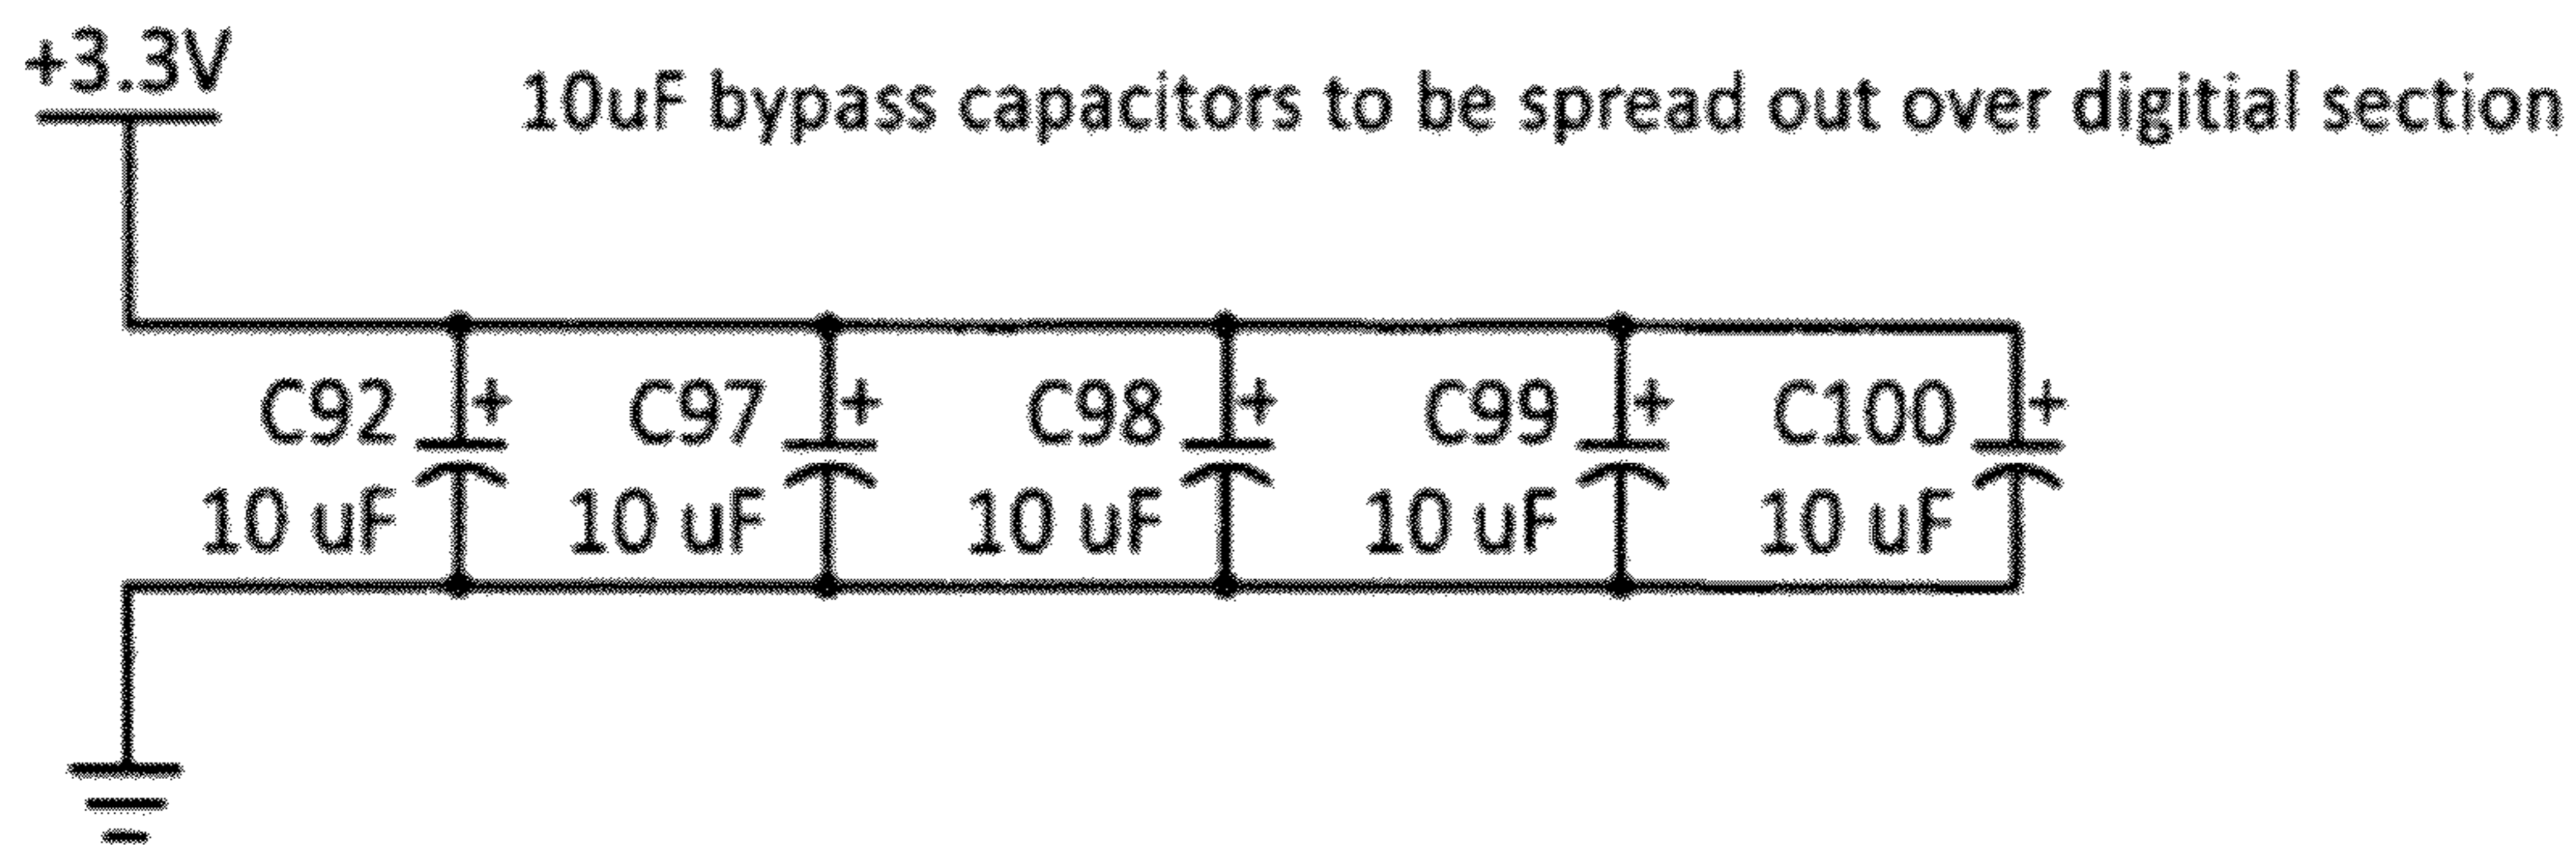 +3.3V
10uF bypass capacitors to be spread out over digitial section
C92 + C97 + C98 + C99 + C100 +
10 uF 10 uF 10 uF 10 uF 10 uF